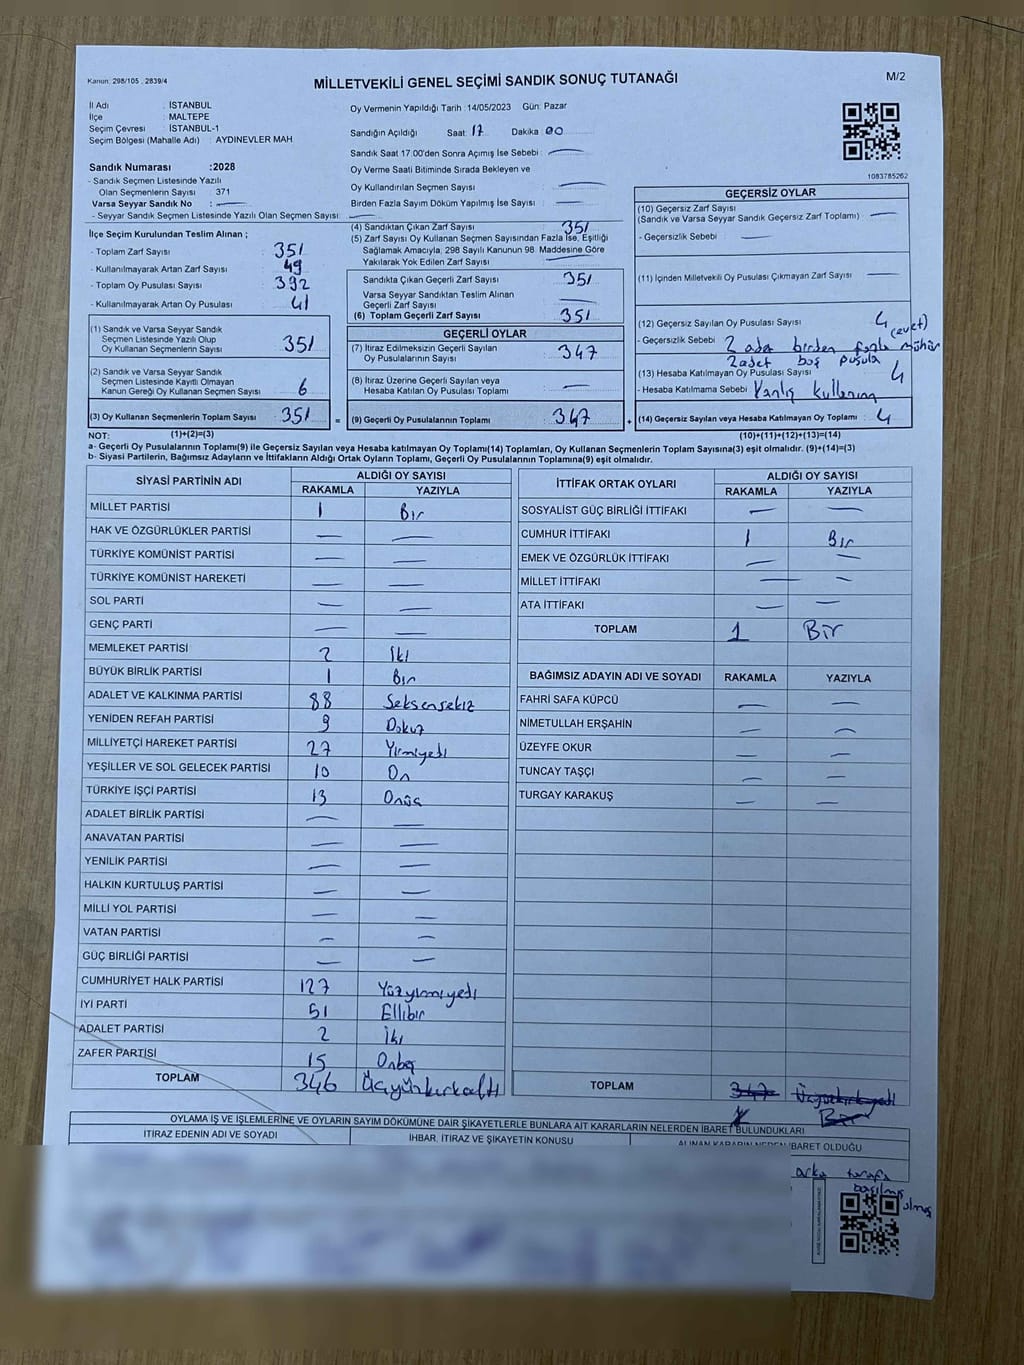 Kanun: 298/105 , 2839/4
MİLLETVEKİLİ GENEL SEÇİMİ SANDIK SONUÇ TUTANAĞI
M/2
İl Adı : İSTANBUL
İlçe : MALTEPE
Seçim Çevresi : İSTANBUL-1
Seçim Bölgesi (Mahalle Adı) : AYDINEVLER MAH
Sandık Numarası :2028
- Sandık Seçmen Listesinde Yazılı
Olan Seçmenlerin Sayısı : 371
Varsa Seyyar Sandık No : —
- Seyyar Sandık Seçmen Listesinde Yazılı Olan Seçmen Sayısı: —
İlçe Seçim Kurulundan Teslim Alınan ;
- Toplam Zarf Sayısı : 351
- Kullanılmayarak Artan Zarf Sayısı : 49
- Toplam Oy Pusulası Sayısı : 392
- Kullanılmayarak Artan Oy Pusulası : 41
(1) Sandık ve Varsa Seyyar Sandık
Seçmen Listesinde Yazılı Olup
Oy Kullanan Seçmenlerin Sayısı : 351
(2) Sandık ve Varsa Seyyar Sandık
Seçmen Listesinde Kayıtlı Olmayan
Kanun Gereği Oy Kullanan Seçmen Sayısı : 6
(3) Oy Kullanan Seçmenlerin Toplam Sayısı : 351 =
(1)+(2)=(3)
Oy Vermenin Yapıldığı Tarih :14/05/2023 Gün: Pazar
Sandığın Açıldığı Saat: 17 Dakika: 00
Sandık Saat 17.00'den Sonra Açımış İse Sebebi : —
Oy Verme Saati Bitiminde Sırada Bekleyen ve
Oy Kullandırılan Seçmen Sayısı : —
Birden Fazla Sayım Döküm Yapılmış İse Sayısı : —
(4) Sandıktan Çıkan Zarf Sayısı : 351
(5) Zarf Sayısı Oy Kullanan Seçmen Sayısından Fazla İse, Eşitliği
Sağlamak Amacıyla, 298 Sayılı Kanunun 98. Maddesine Göre
Yakılarak Yok Edilen Zarf Sayısı : —
Sandıkta Çıkan Geçerli Zarf Sayısı : 351
Varsa Seyyar Sandıktan Teslim Alınan
Geçerli Zarf Sayısı : —
(6) Toplam Geçerli Zarf Sayısı : 351
GEÇERLİ OYLAR
(7) İtiraz Edilmeksizin Geçerli Sayılan
Oy Pusulalarının Sayısı : 347
(8) İtiraz Üzerine Geçerli Sayılan veya
Hesaba Katılan Oy Pusulası Toplamı : —
(9) Geçerli Oy Pusulalarının Toplamı : 347 +
1083785262
GEÇERSİZ OYLAR
(10) Geçersiz Zarf Sayısı
(Sandık ve Varsa Seyyar Sandık Geçersiz Zarf Toplamı) : —
- Geçersizlik Sebebi : —
(11) İçinden Milletvekili Oy Pusulası Çıkmayan Zarf Sayısı : —
(12) Geçersiz Sayılan Oy Pusulası Sayısı : 4
(evet)
- Geçersizlik Sebebi : 2 adet birden fazla mühür
2 adet boş pusula
(13) Hesaba Katılmayan Oy Pusulası Sayısı : 4
- Hesaba Katılmama Sebebi : Yanlış kullanım
(14) Geçersiz Sayılan veya Hesaba Katılmayan Oy Toplamı : 4
(10)+(11)+(12)+(13)=(14)
NOT:
a- Geçerli Oy Pusulalarının Toplamı(9) ile Geçersiz Sayılan veya Hesaba katılmayan Oy Toplamı(14) Toplamları, Oy Kullanan Seçmenlerin Toplam Sayısına(3) eşit olmalıdır. (9)+(14)=(3)
b- Siyasi Partilerin, Bağımsız Adayların ve İttifakların Aldığı Ortak Oyların Toplamı, Geçerli Oy Pusulalarının Toplamına(9) eşit olmalıdır.
SİYASİ PARTİNİN ADI ALDIĞI OY SAYISI
RAKAMLA YAZIYLA
MİLLET PARTİSİ 1 Bir
HAK VE ÖZGÜRLÜKLER PARTİSİ — —
TÜRKİYE KOMÜNİST PARTİSİ — —
TÜRKİYE KOMÜNİST HAREKETİ — —
SOL PARTİ — —
GENÇ PARTİ — —
MEMLEKET PARTİSİ 2 İki
BÜYÜK BİRLİK PARTİSİ 1 Bir
ADALET VE KALKINMA PARTİSİ 88 Seksensekiz
YENİDEN REFAH PARTİSİ 9 Dokuz
MİLLİYETÇİ HAREKET PARTİSİ 27 Yirmiyedi
YEŞİLLER VE SOL GELECEK PARTİSİ 10 On
TÜRKİYE İŞÇİ PARTİSİ 13 Onüç
ADALET BİRLİK PARTİSİ — —
ANAVATAN PARTİSİ — —
YENİLİK PARTİSİ — —
HALKIN KURTULUŞ PARTİSİ — —
MİLLİ YOL PARTİSİ — —
VATAN PARTİSİ — —
GÜÇ BİRLİĞİ PARTİSİ — —
CUMHURİYET HALK PARTİSİ 127 Yüzyirmiyedi
İYİ PARTİ 51 Ellibir
ADALET PARTİSİ 2 İki
ZAFER PARTİSİ 15 Onbeş
TOPLAM 346 Üçyüzkırkaltı
İTTİFAK ORTAK OYLARI ALDIĞI OY SAYISI
RAKAMLA YAZIYLA
SOSYALİST GÜÇ BİRLİĞİ İTTİFAKI — —
CUMHUR İTTİFAKI 1 Bir
EMEK VE ÖZGÜRLÜK İTTİFAKI — —
MİLLET İTTİFAKI — —
ATA İTTİFAKI — —
TOPLAM 1 Bir
BAĞIMSIZ ADAYIN ADI VE SOYADI RAKAMLA YAZIYLA
FAHRİ SAFA KÜPCÜ — —
NİMETULLAH ERŞAHİN — —
ÜZEYFE OKUR — —
TUNCAY TAŞÇI — —
TURGAY KARAKUŞ — —
TOPLAM 347 Üçyüzkırkyedi
Bir
OYLAMA İŞ VE İŞLEMLERİNE VE OYLARIN SAYIM DÖKÜMÜNE DAİR ŞİKAYETLERLE BUNLARA AİT KARARLARIN NELERDEN İBARET BULUNDUKLARI
İTİRAZ EDENİN ADI VE SOYADI İHBAR, İTİRAZ VE ŞİKAYETİN KONUSU ALINAN KARARIN NEDEN İBARET OLDUĞU
arka tarafa